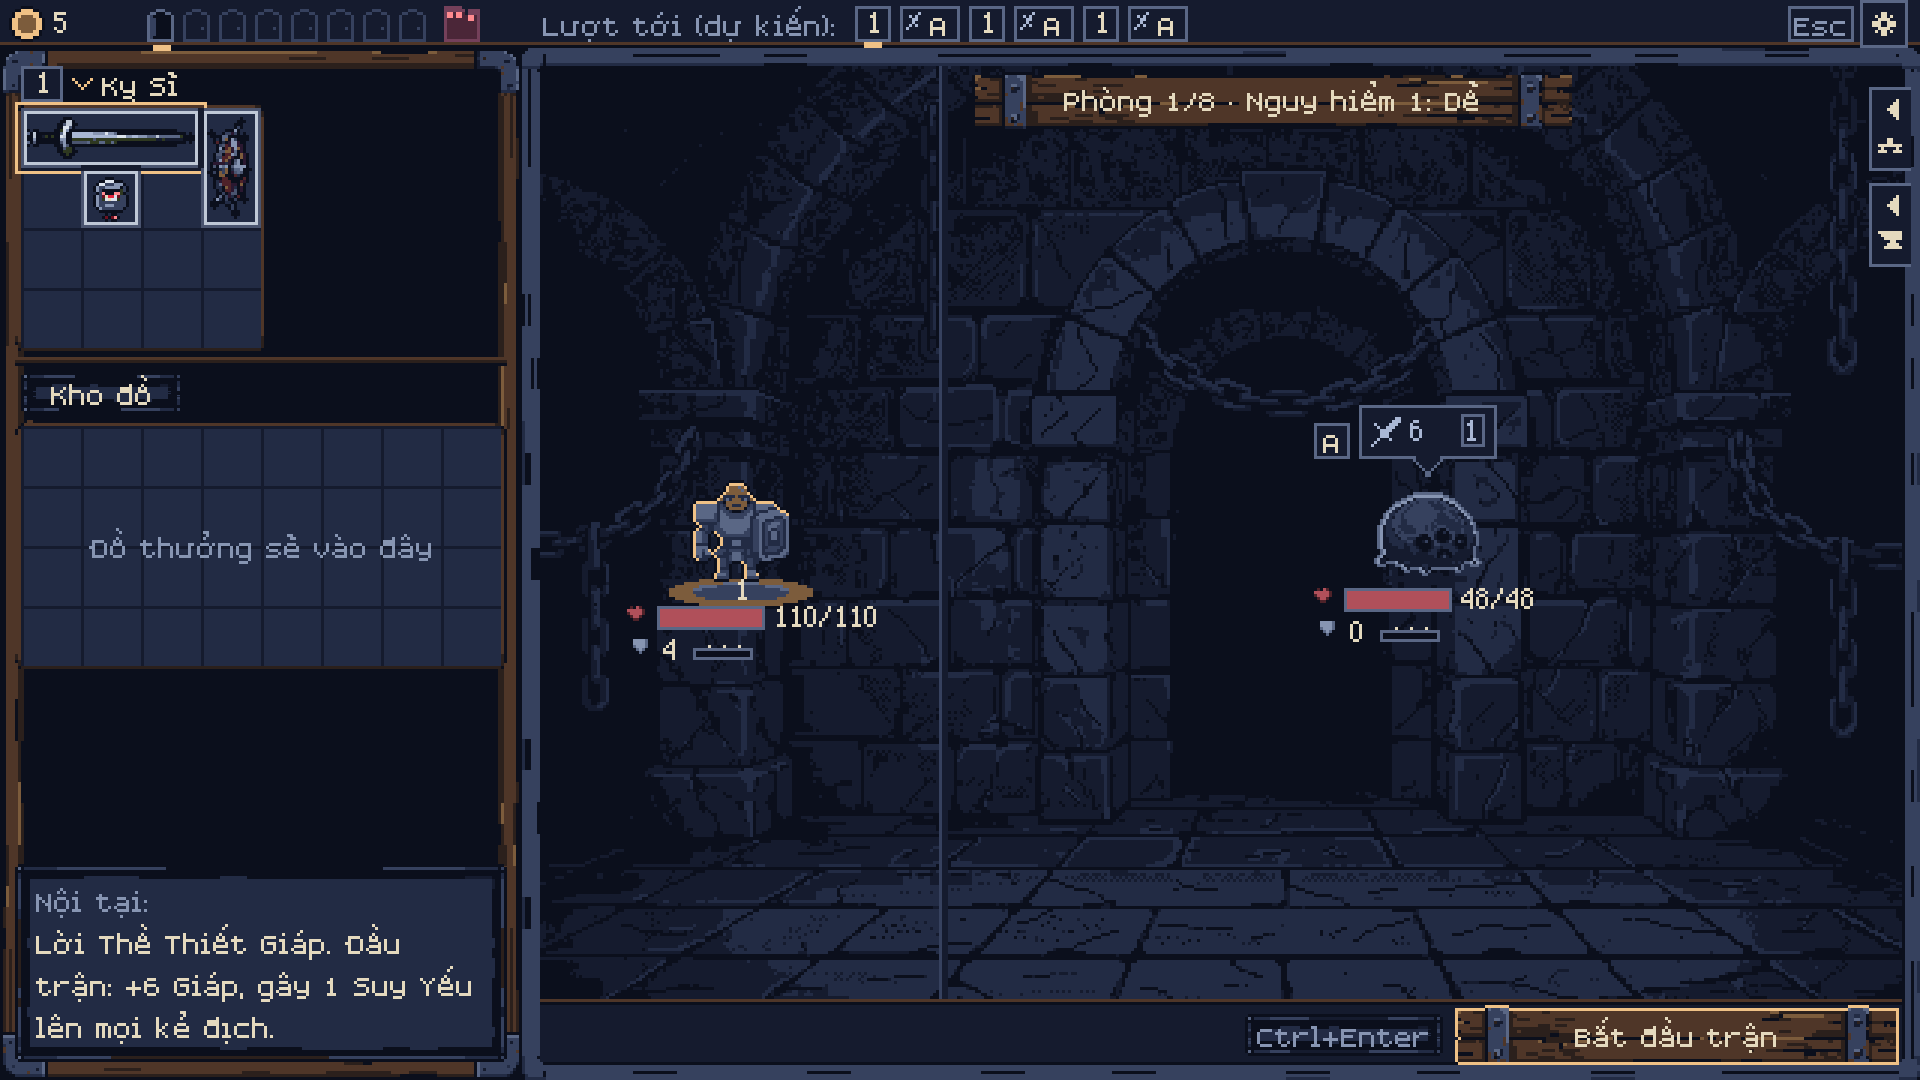 5
Lượt tới (dự kiến): 1 A 1 A 1 A
Esc
1 Kỵ Sĩ
Phòng 1/8 · Nguy hiểm 1: Dễ
Kho đồ
Đồ thưởng sẽ vào đây
A 6 1
1
110/110
4
48/48
0
Nội tại:
Lời Thề Thiết Giáp. Đầu
trận: +6 Giáp, gây 1 Suy Yếu
lên mọi kẻ địch.
Ctrl+Enter
Bắt đầu trận